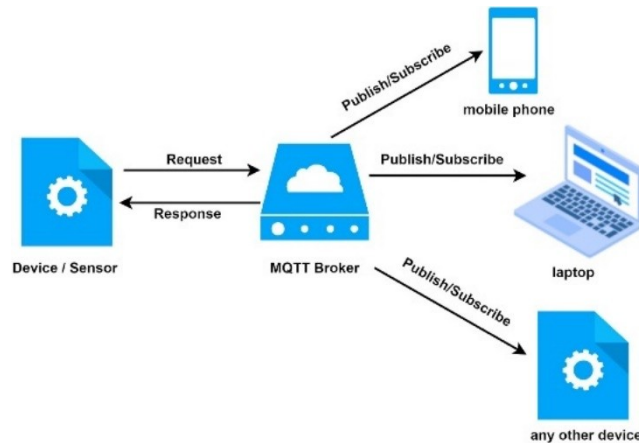 Publish/Subscribe
mobile phone
Request
Publish/Subscribe
Response
Device / Sensor
MQTT Broker
laptop
Publish/Subscribe
any other device